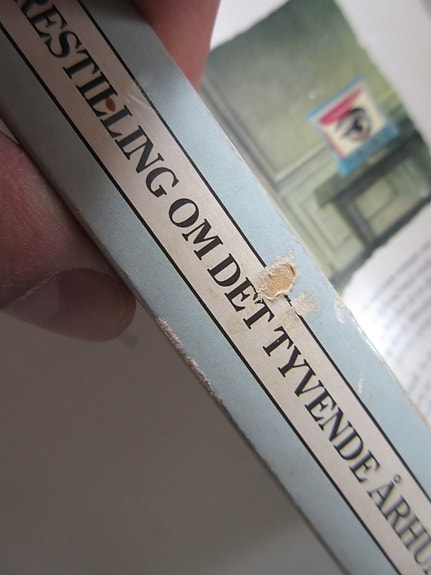 RESTILLING OM DET TYVENDE ÅRHU